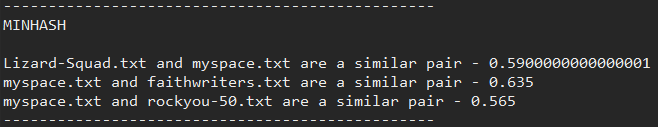 ------------------------------------------------
MINHASH
Lizard-Squad.txt and myspace.txt are a similar pair - 0.5900000000000001
myspace.txt and faithwriters.txt are a similar pair - 0.635
myspace.txt and rockyou-50.txt are a similar pair - 0.565
------------------------------------------------